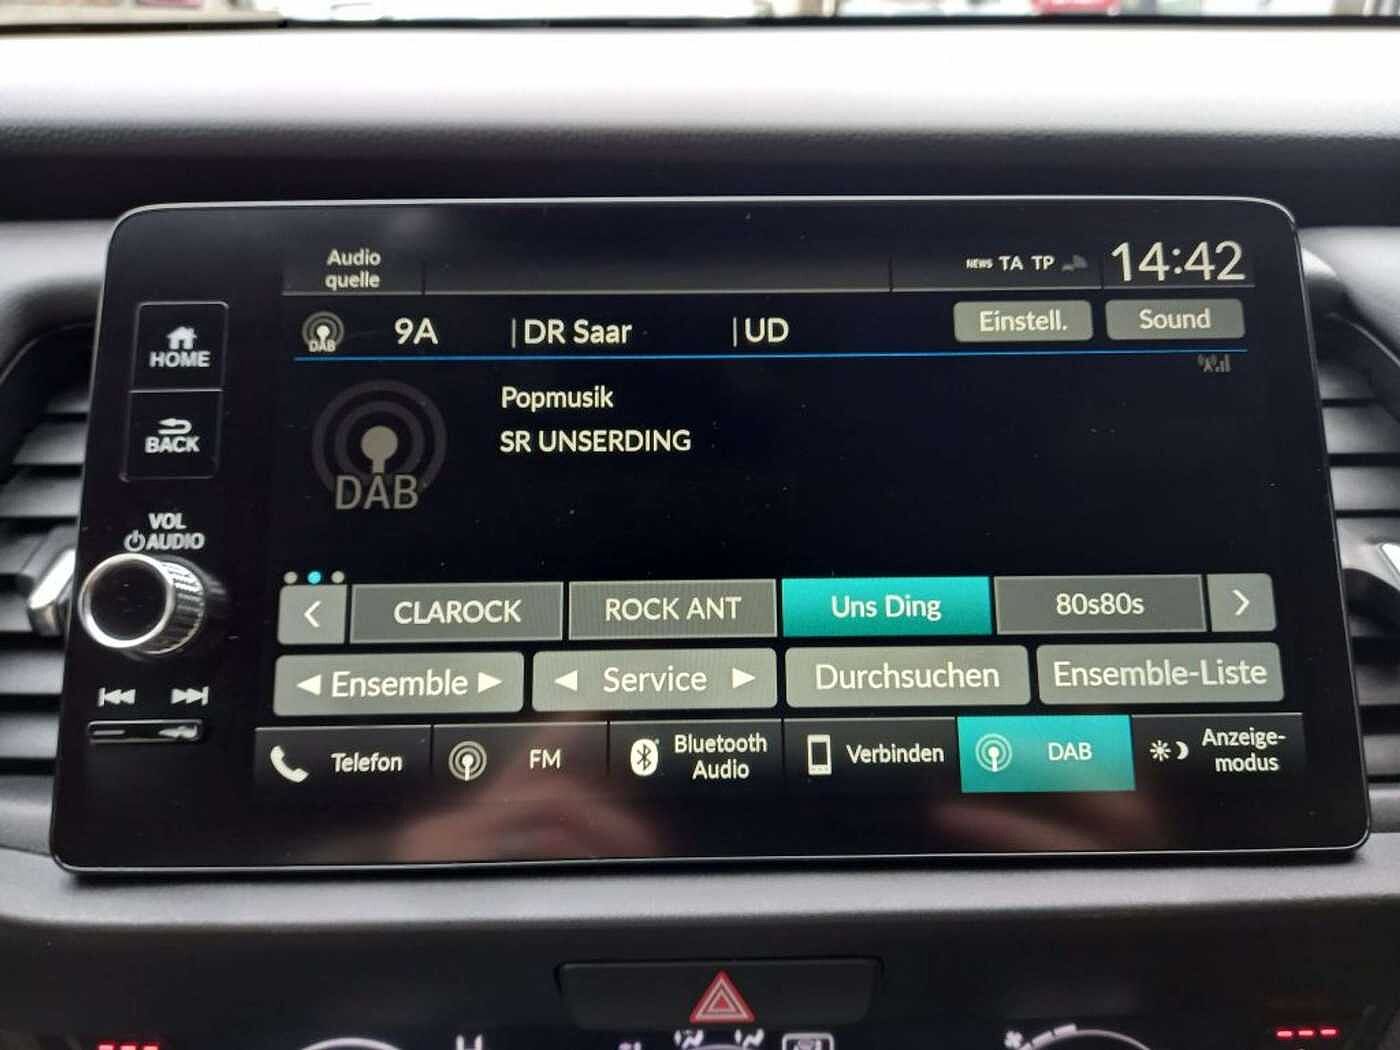 Audio
quelle
NEWS TA TP
14:42
DAB
9A
DR Saar
UD
Einstell.
Sound
HOME
BACK
VOL
AUDIO
Popmusik
SR UNSERDING
DAB
CLAROCK
ROCK ANT
Uns Ding
80s80s
Ensemble
Service
Durchsuchen
Ensemble-Liste
Telefon
FM
Bluetooth
Audio
Verbinden
DAB
Anzeige-
modus